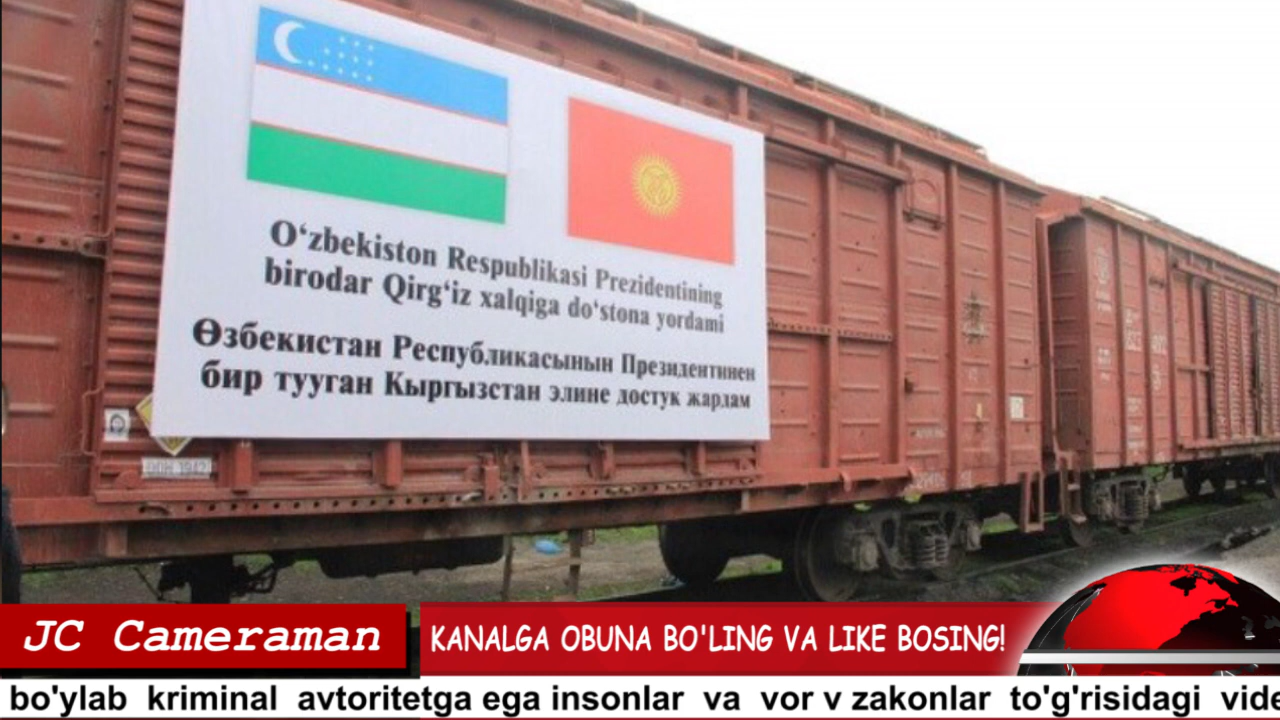 O‘zbekiston Respublikasi Prezidentining
birodar Qirg‘iz xalqiga do‘stona yordami
Өзбекистан Республикасынын Президентинен
бир тууган Кыргызстан элине достук жардам
JC Cameraman
KANALGA OBUNA BO'LING VA LIKE BOSING!
bo'ylab kriminal avtoritetga ega insonlar va vor v zakonlar to'g'risidagi